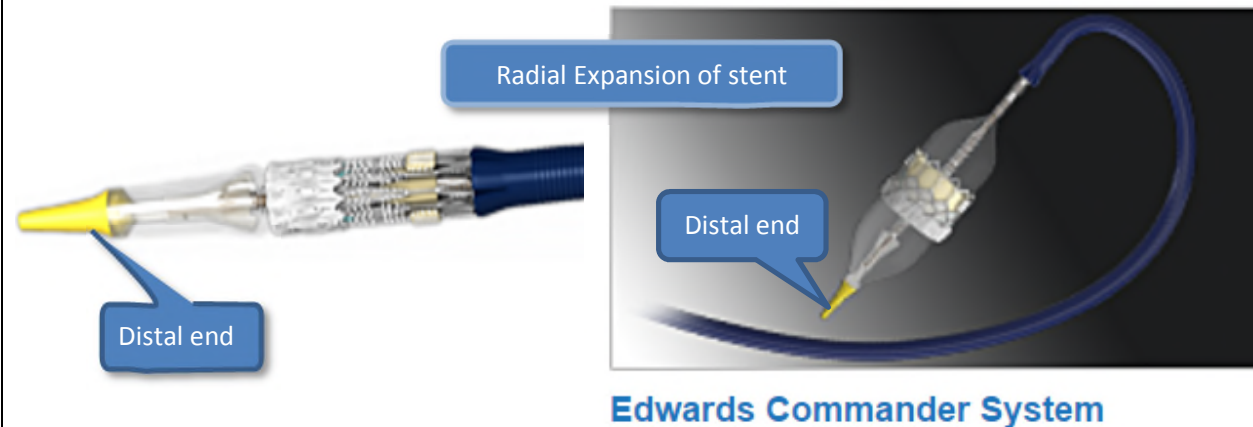 Radial Expansion of stent
Distal end
Distal end
Edwards Commander System